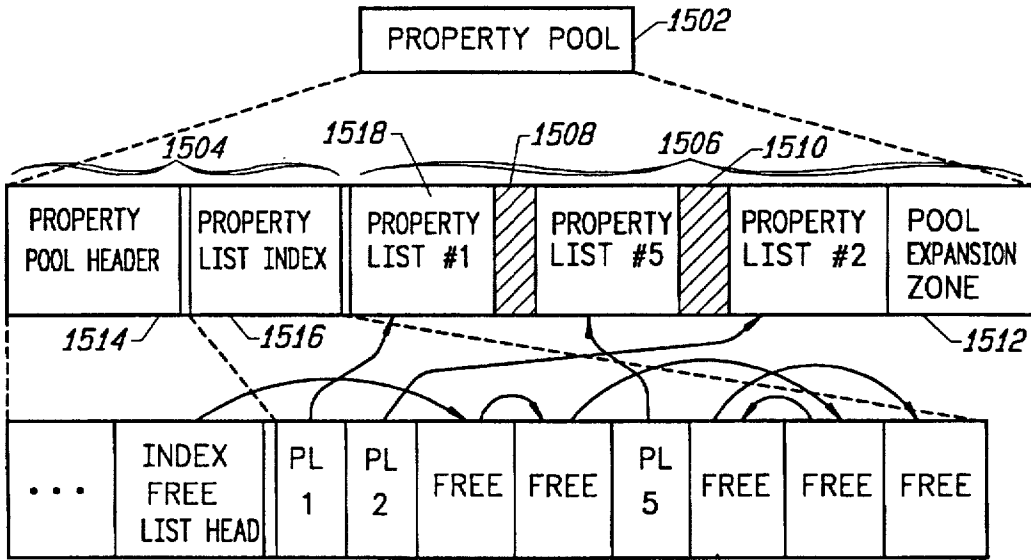 PROPERTY POOL
1502
1504
1518
1508
1506
1510
PROPERTY
POOL HEADER
PROPERTY
LIST INDEX
PROPERTY
LIST #1
PROPERTY
LIST #5
PROPERTY
LIST #2
POOL
EXPANSION
ZONE
1514
1516
1512
...
INDEX
FREE
LIST HEAD
PL
1
PL
2
FREE
FREE
PL
5
FREE
FREE
FREE